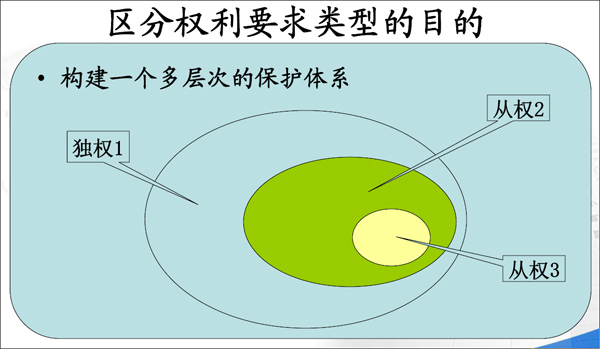 区分权利要求类型的目的
• 构建一个多层次的保护体系
从权2
独权1
从权3